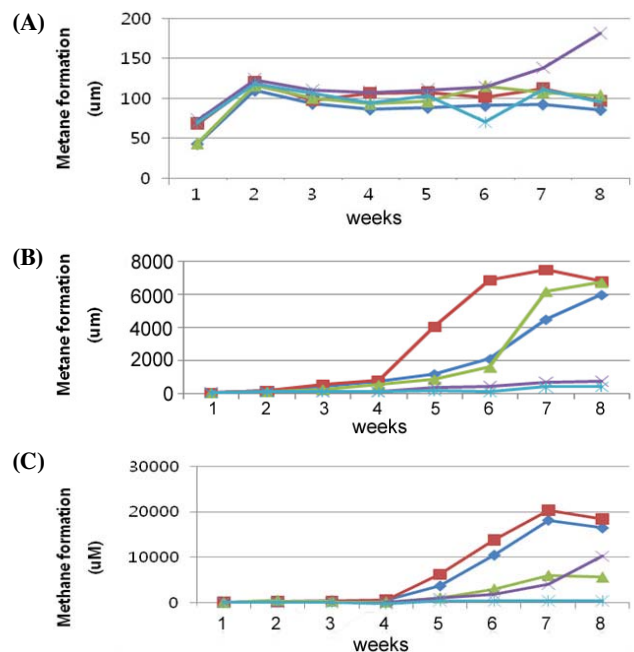 (A)
Metane formation
(um)
200
150
100
50
0
1 2 3 4 5 6 7 8
weeks
(B)
Metane formation
(um)
8000
6000
4000
2000
0
1 2 3 4 5 6 7 8
weeks
(C)
Methane formation
(uM)
30000
20000
10000
0
1 2 3 4 5 6 7 8
weeks